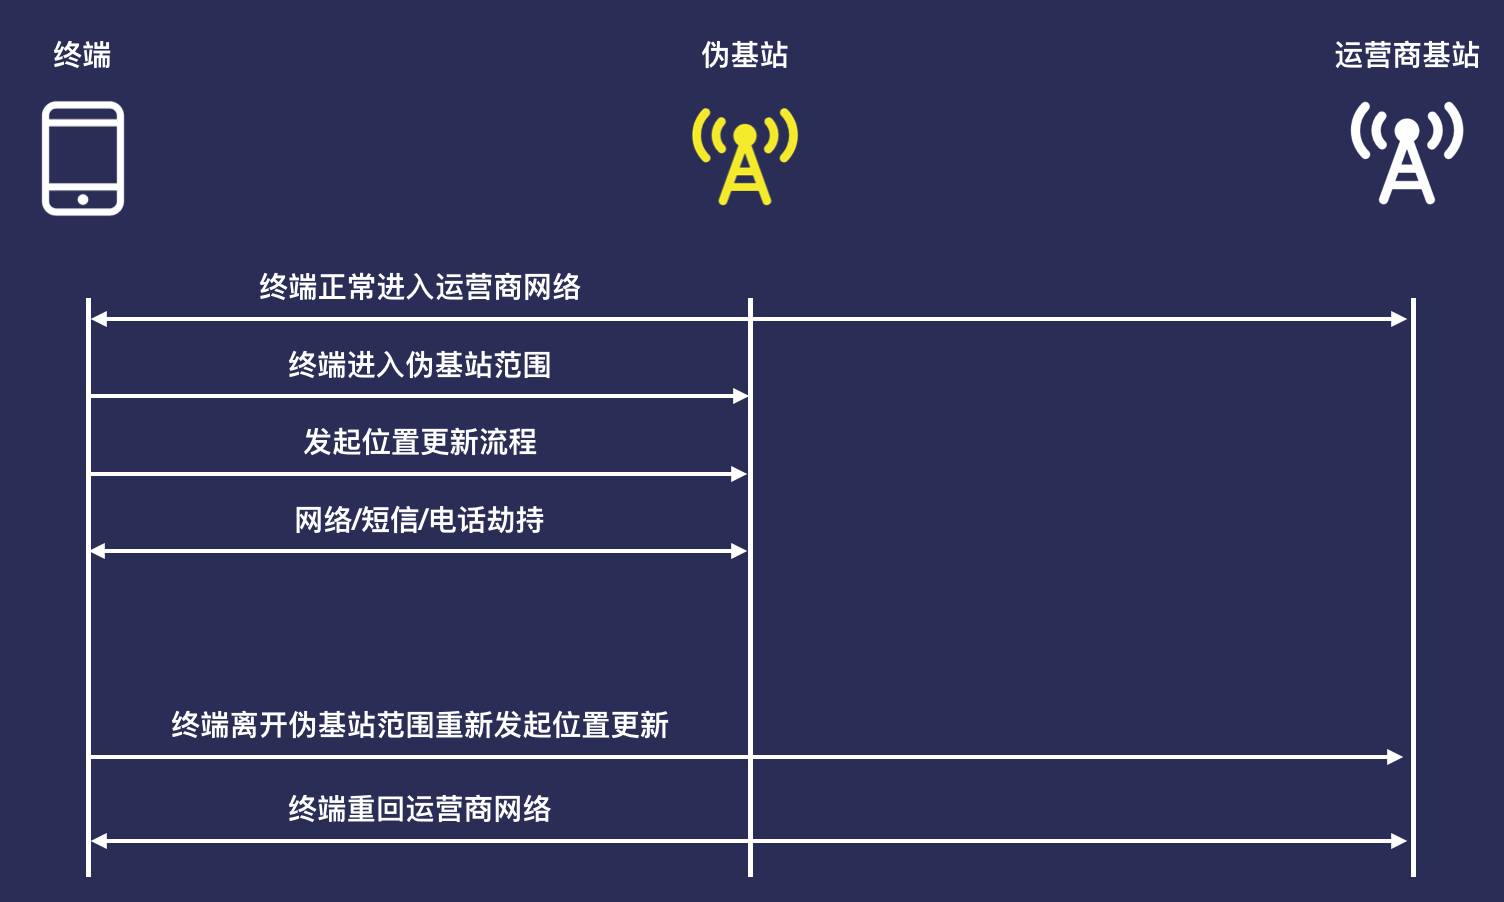 终端
伪基站
运营商基站
终端正常进入运营商网络
终端进入伪基站范围
发起位置更新流程
网络/短信/电话劫持
终端离开伪基站范围重新发起位置更新
终端重回运营商网络